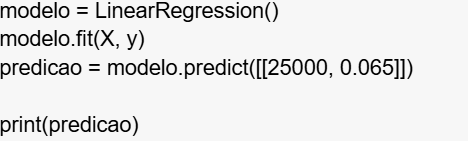 modelo = LinearRegression()
modelo.fit(X, y)
predicao = modelo.predict([[25000, 0.065]])
print(predicao)